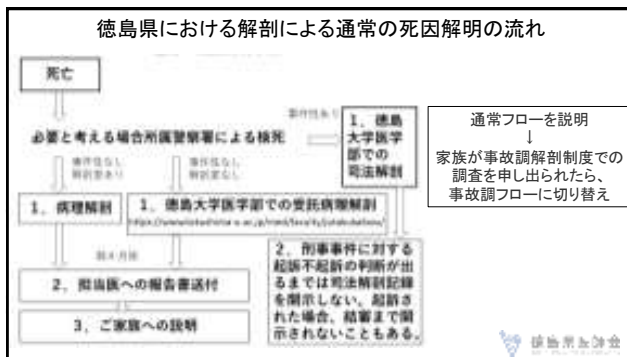 徳島県における解剖による通常の死因解明の流れ
死亡
事件性あり
必要と考える場合所轄警察署による検死
1．徳島
大学医学
部での
司法解剖
通常フローを説明
↓
家族が事故調解剖制度での
調査を申し出られたら、
事故調フローに切り替え
事件性なし
解剖室あり
事件性なし
解剖室なし
1．病理解剖
1．徳島大学医学部での受託病理解剖
2．担当医への報告書送付
3．ご家族への説明
2．刑事事件に対する
起訴不起訴の判断が出
るまでは司法解剖記録
を開示しない。起訴さ
れた場合、結審まで開
示されないこともある。
徳島県医師会